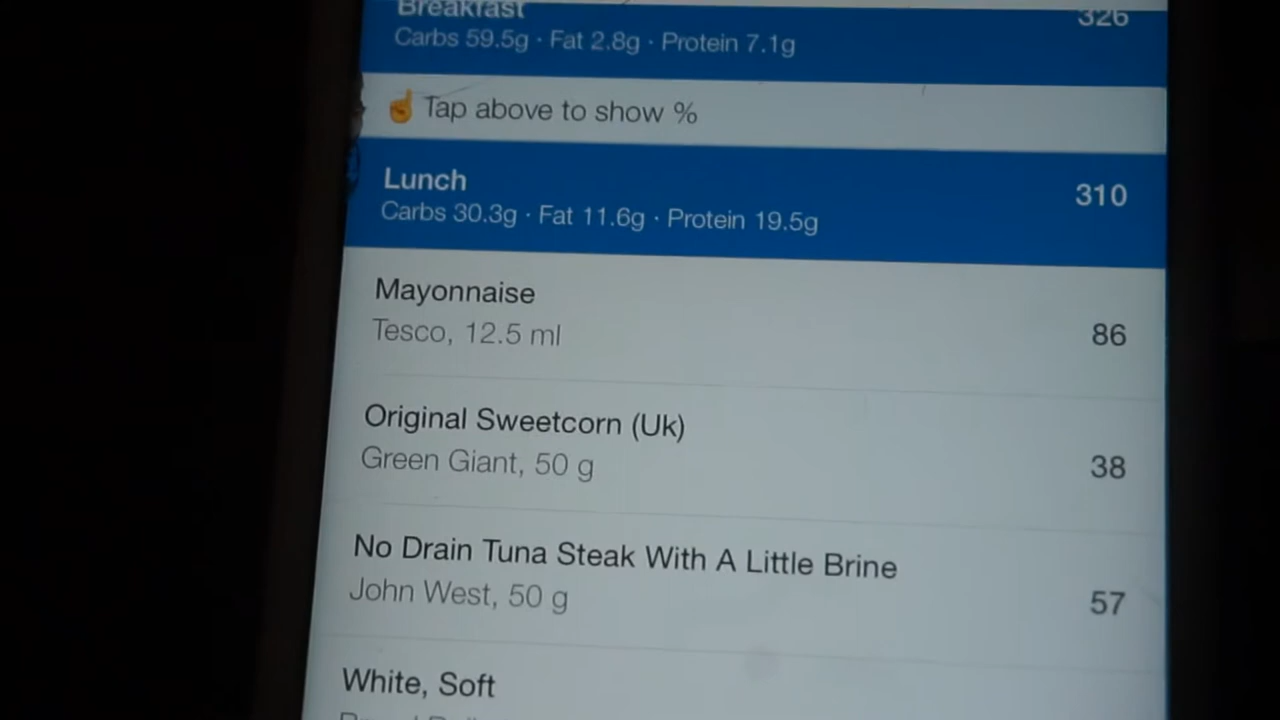 Breakfast 326
Carbs 59.5g · Fat 2.8g · Protein 7.1g
☝ Tap above to show %
Lunch 310
Carbs 30.3g · Fat 11.6g · Protein 19.5g
Mayonnaise
Tesco, 12.5 ml 86
Original Sweetcorn (Uk)
Green Giant, 50 g 38
No Drain Tuna Steak With A Little Brine
John West, 50 g 57
White, Soft